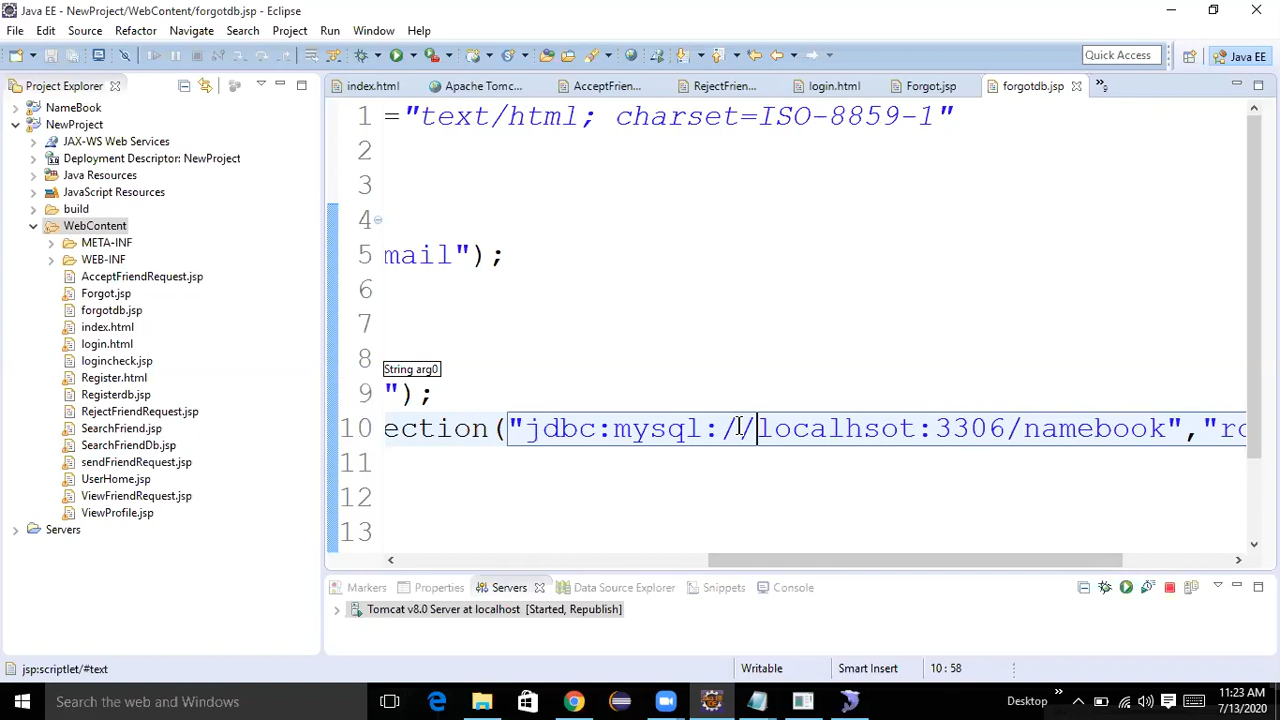 Java EE - NewProject/WebContent/forgotdb.jsp - Eclipse
File Edit Source Refactor Navigate Search Project Run Window Help
Quick Access
Java EE
Project Explorer
index.html
Apache Tomc...
AcceptFrien...
RejectFrien...
login.html
Forgot.jsp
forgotdb.jsp
»9
NameBook
NewProject
JAX-WS Web Services
Deployment Descriptor: NewProject
Java Resources
JavaScript Resources
build
WebContent
META-INF
WEB-INF
AcceptFriendRequest.jsp
Forgot.jsp
forgotdb.jsp
index.html
login.html
logincheck.jsp
Register.html
Registerdb.jsp
RejectFriendRequest.jsp
SearchFriend.jsp
SearchFriendDb.jsp
sendFriendRequest.jsp
UserHome.jsp
ViewFriendRequest.jsp
ViewProfile.jsp
Servers
1 ="text/html; charset=ISO-8859-1"
2
3
4
5 mail");
6
7
8
String arg0
9 ");
10 ection("jdbc:mysql://localhsot:3306/namebook","ro
11
12
13
Markers Properties Servers Data Source Explorer Snippets Console
Tomcat v8.0 Server at localhost [Started, Republish]
jsp:scriptlet/#text
Writable Smart Insert 10 : 58
Search the web and Windows
Desktop
»
11:23 AM
7/13/2020